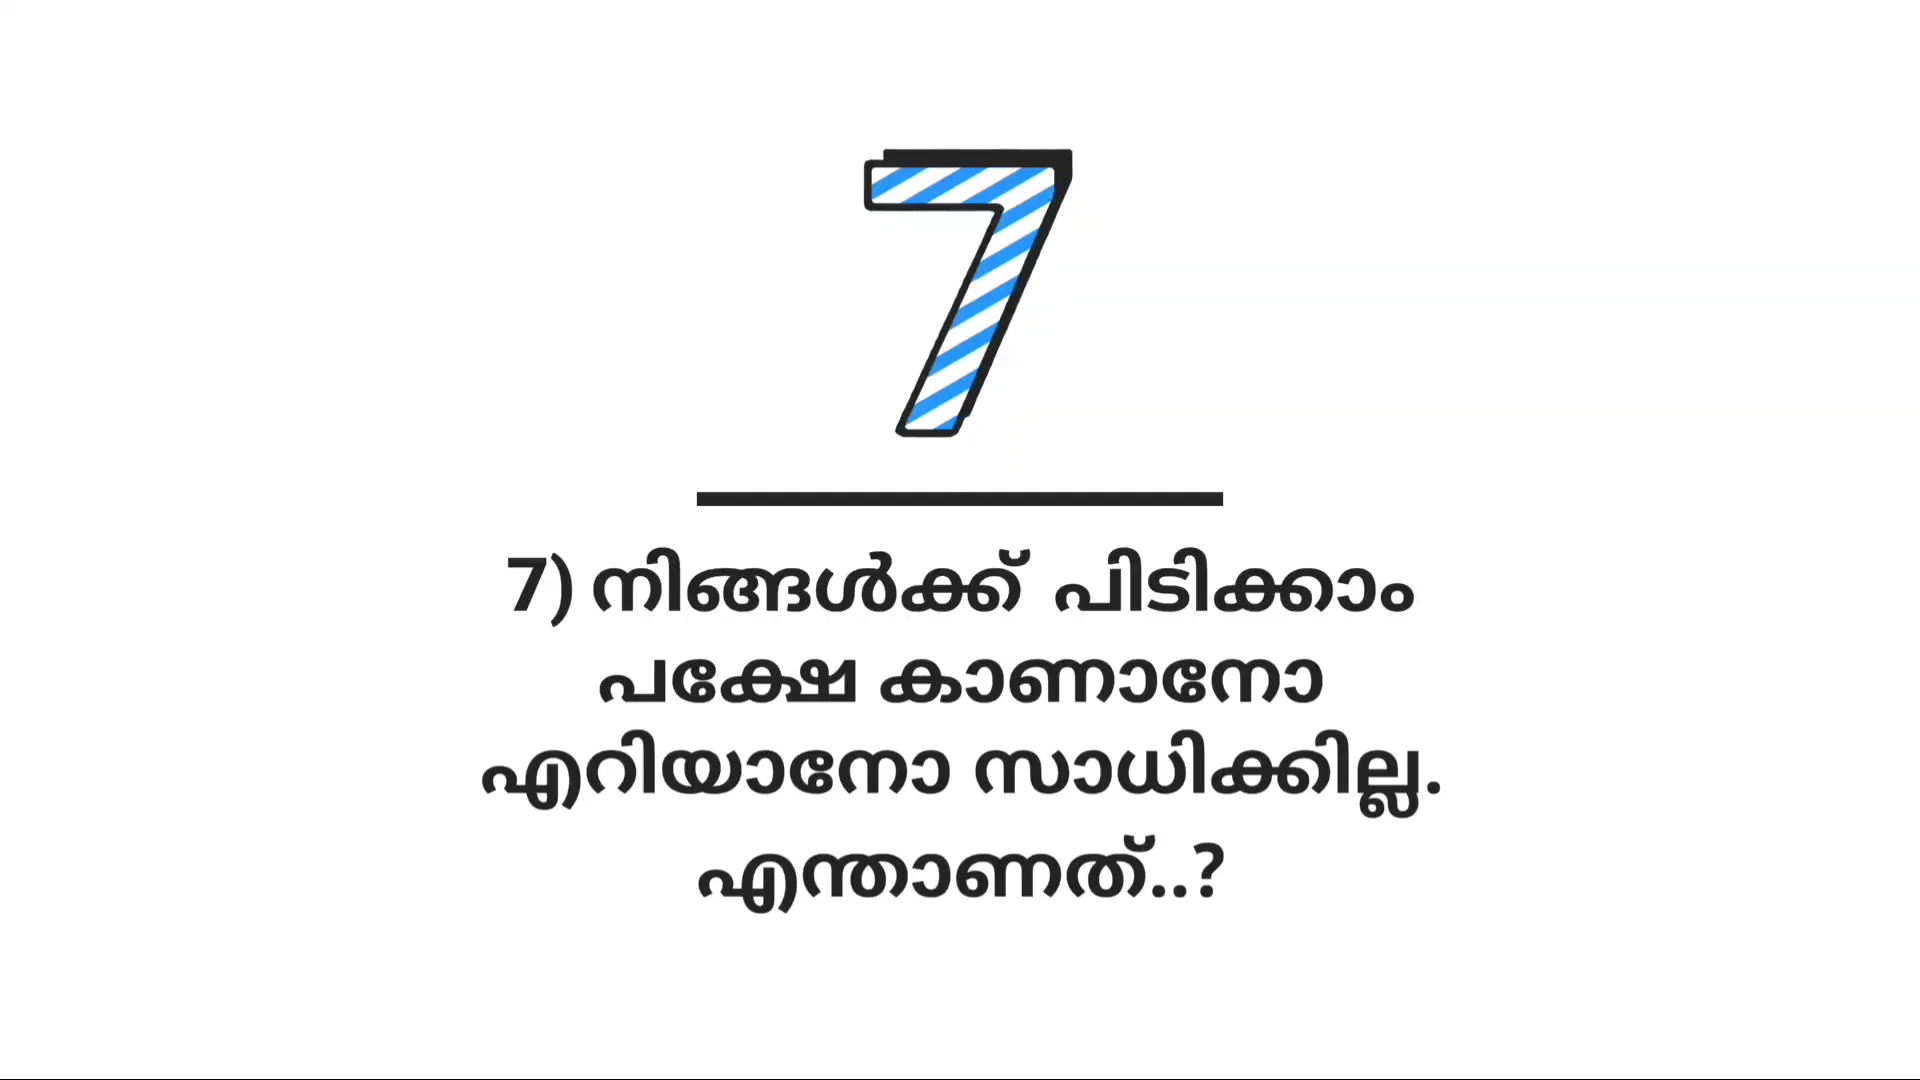 7
7) നിങ്ങൾക്ക് പിടിക്കാം
പക്ഷേ കാണാനോ
എറിയാനോ സാധിക്കില്ല.
എന്താണത്..?